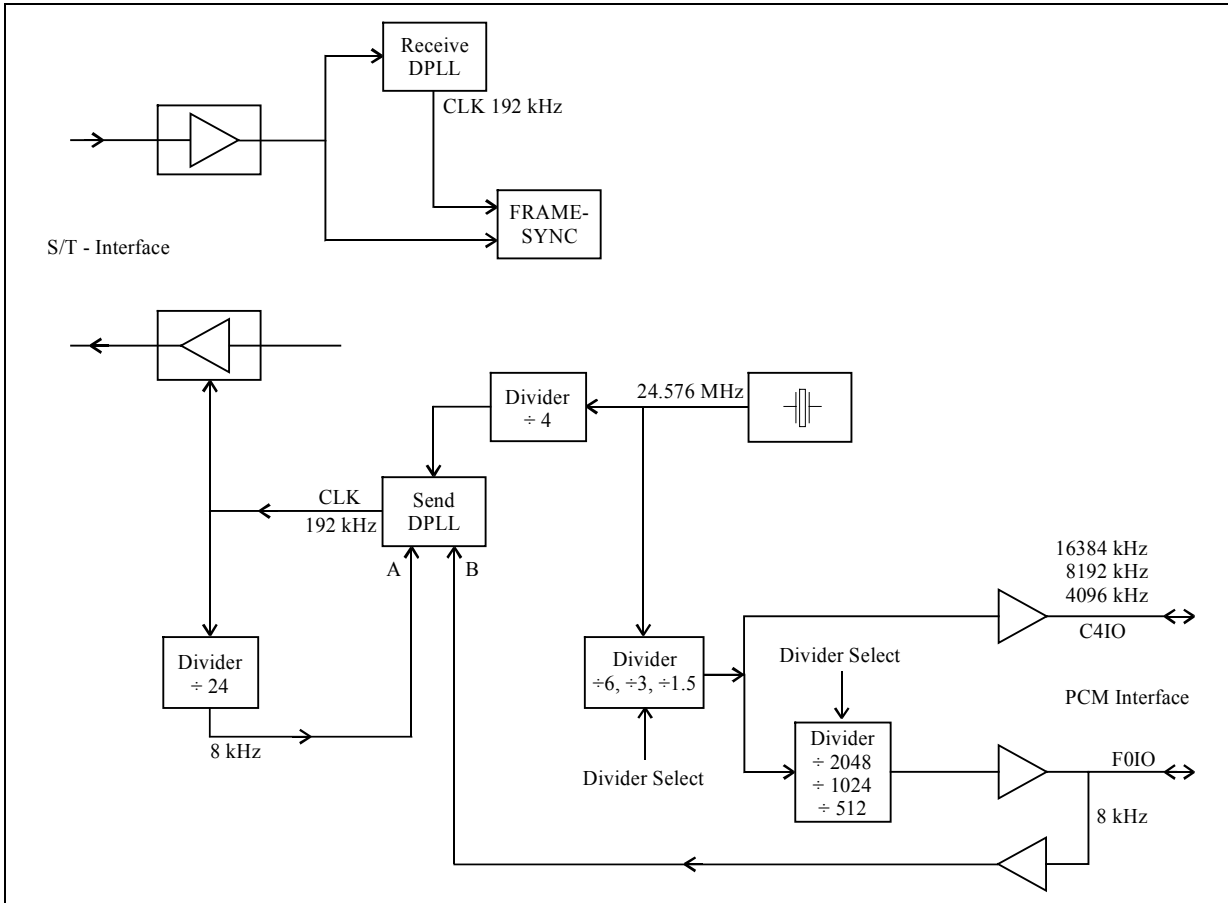 Receive
DPLL
CLK 192 kHz
FRAME-
SYNC
S/T - Interface
Divider
÷ 4
24.576 MHz
CLK
192 kHz
Send
DPLL
A
B
Divider
÷ 24
8 kHz
Divider
÷6, ÷3, ÷1.5
Divider Select
Divider Select
Divider
÷ 2048
÷ 1024
÷ 512
16384 kHz
8192 kHz
4096 kHz
C4IO
PCM Interface
F0IO
8 kHz